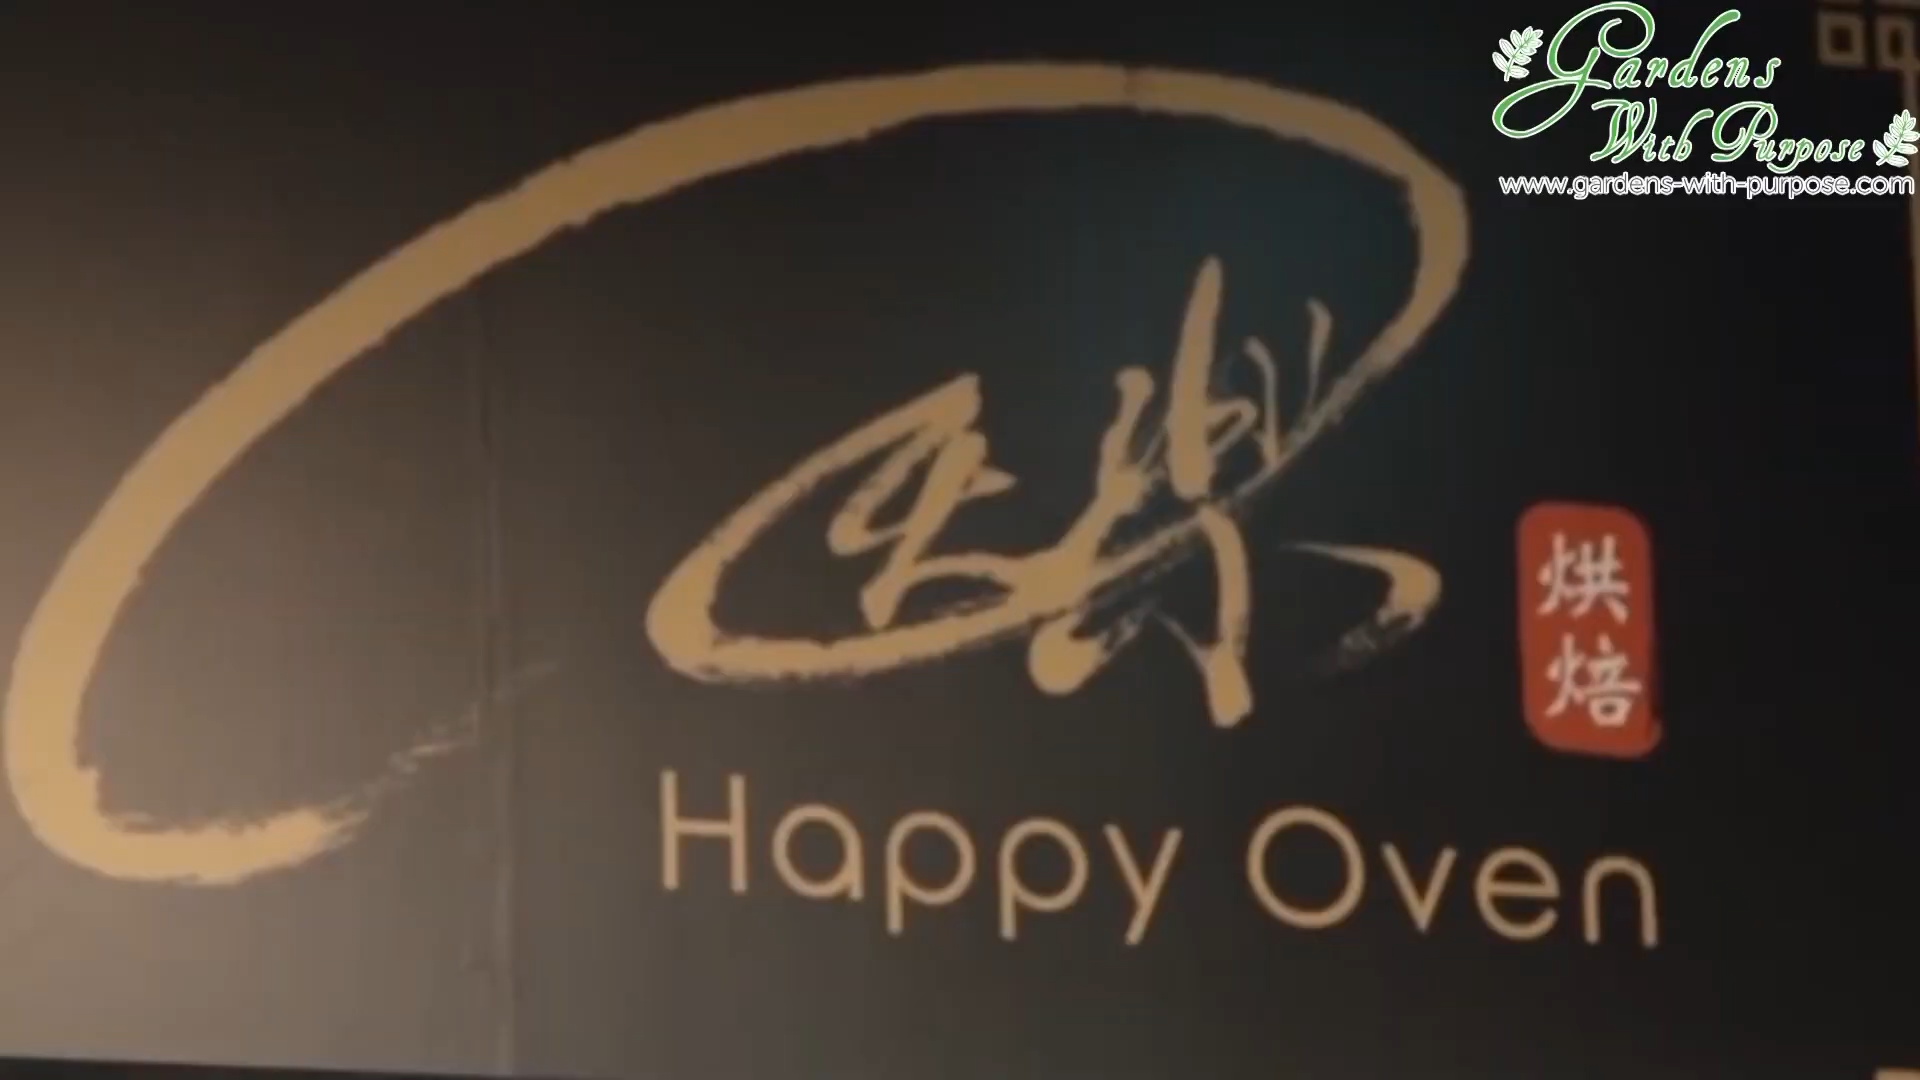 Gardens
With Purpose
www.gardens-with-purpose.com
烘
焙
Happy Oven